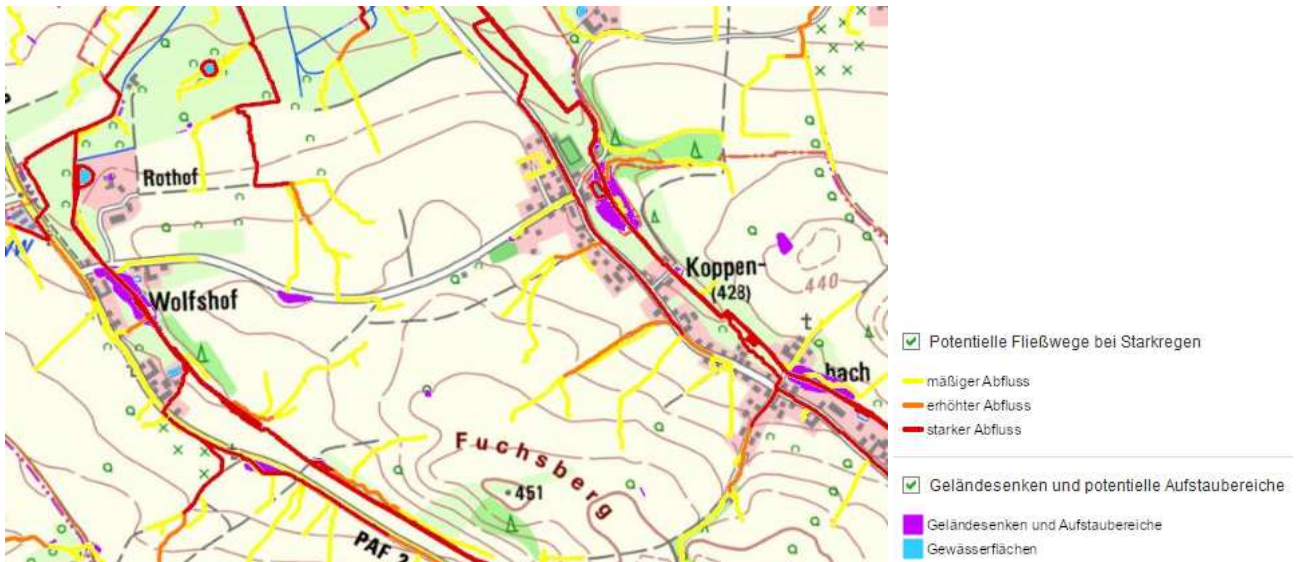 Rothof
Wolfshof
Koppen-
(428)
440
bach
Fuchsberg
451
PAF 2
Potentielle Fließwege bei Starkregen
mäßiger Abfluss
erhöhter Abfluss
starker Abfluss
Geländesenken und potentielle Aufstaubereiche
Geländesenken und Aufstaubereiche
Gewässerflächen